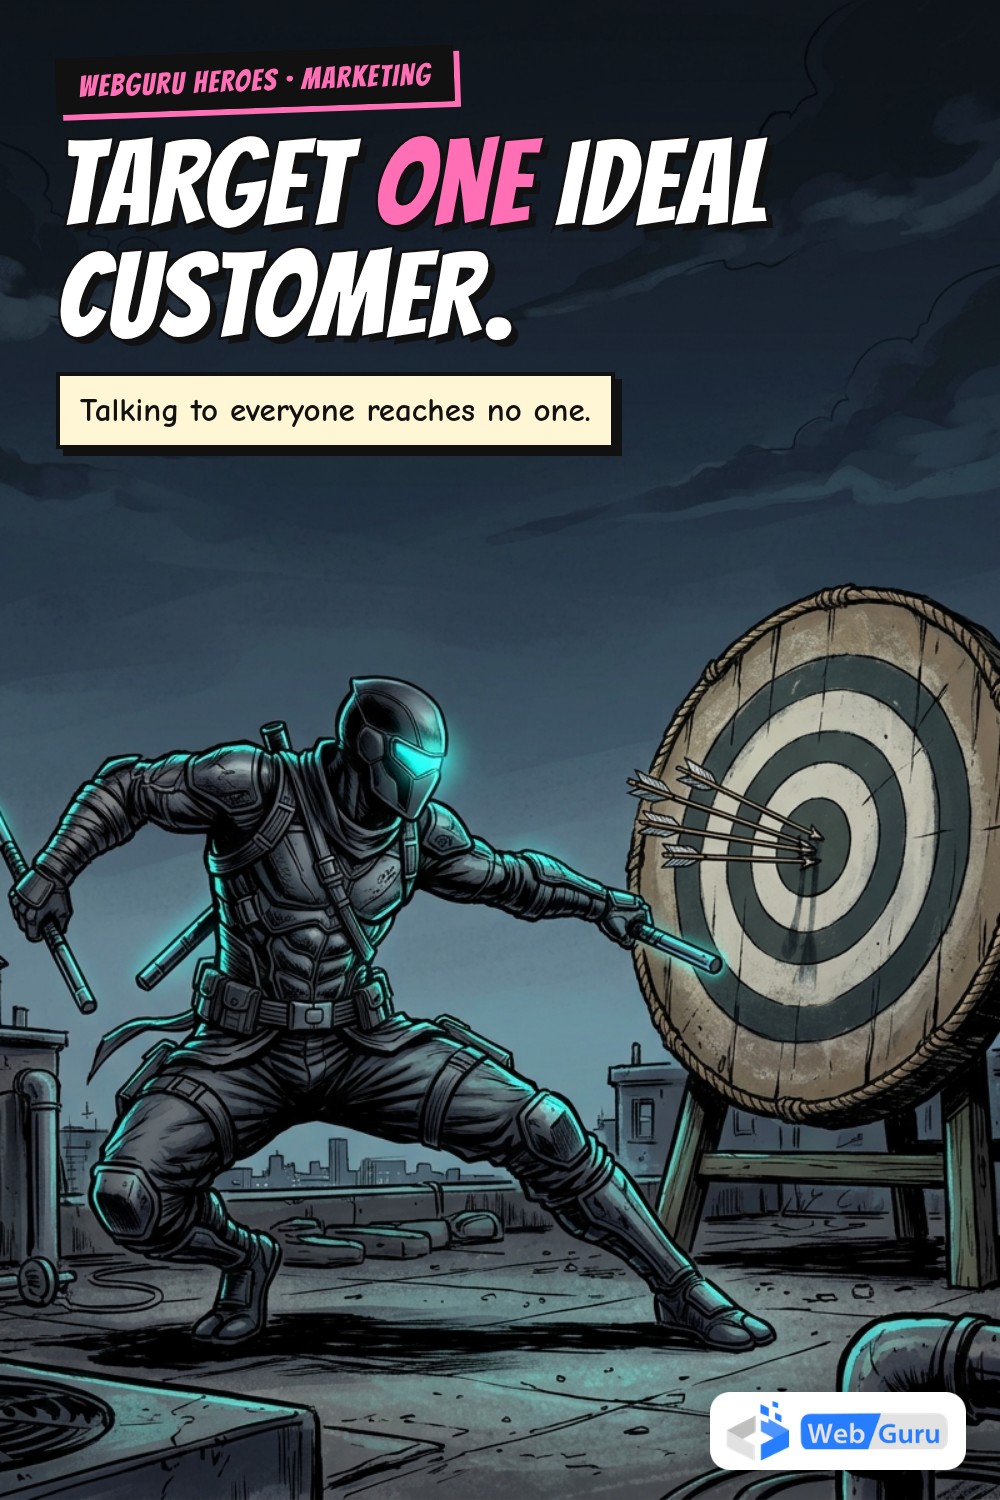 WEBGURU HEROES · MARKETING
TARGET ONE IDEAL
CUSTOMER.
Talking to everyone reaches no one.
Web Guru